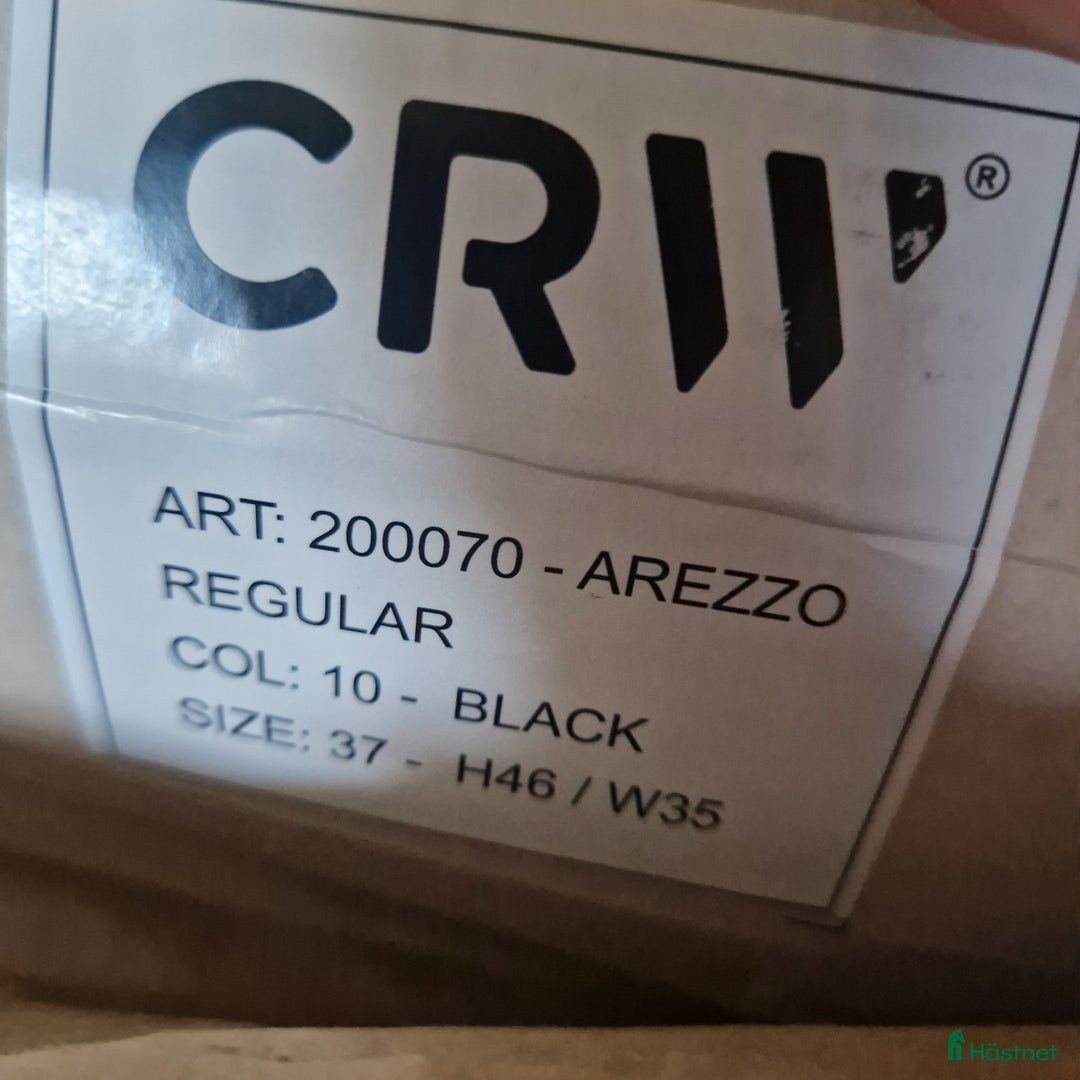 CRW®
ART: 200070 - AREZZO
REGULAR
COL: 10 - BLACK
SIZE: 37 - H46 / W35
Hästnet